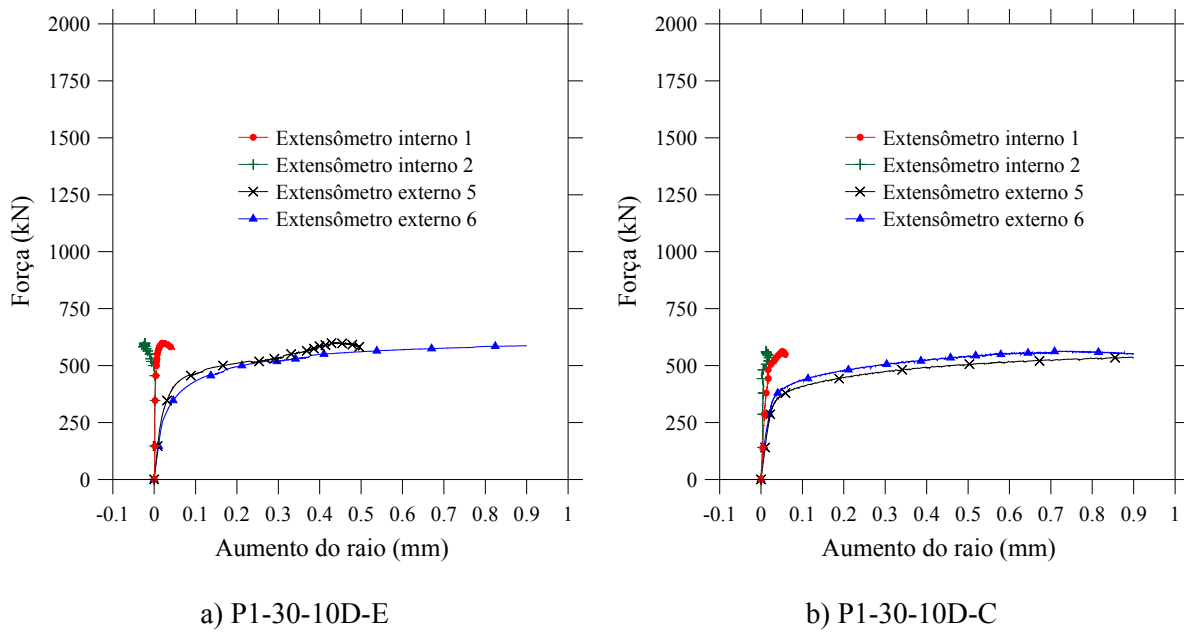 2000
1750
1500
1250
1000
750
500
250
0
Força (kN)
Extensômetro interno 1
Extensômetro interno 2
Extensômetro externo 5
Extensômetro externo 6
-0.1 0 0.1 0.2 0.3 0.4 0.5 0.6 0.7 0.8 0.9 1
Aumento do raio (mm)
a) P1-30-10D-E
2000
1750
1500
1250
1000
750
500
250
0
Força (kN)
Extensômetro interno 1
Extensômetro interno 2
Extensômetro externo 5
Extensômetro externo 6
-0.1 0 0.1 0.2 0.3 0.4 0.5 0.6 0.7 0.8 0.9 1
Aumento do raio (mm)
b) P1-30-10D-C